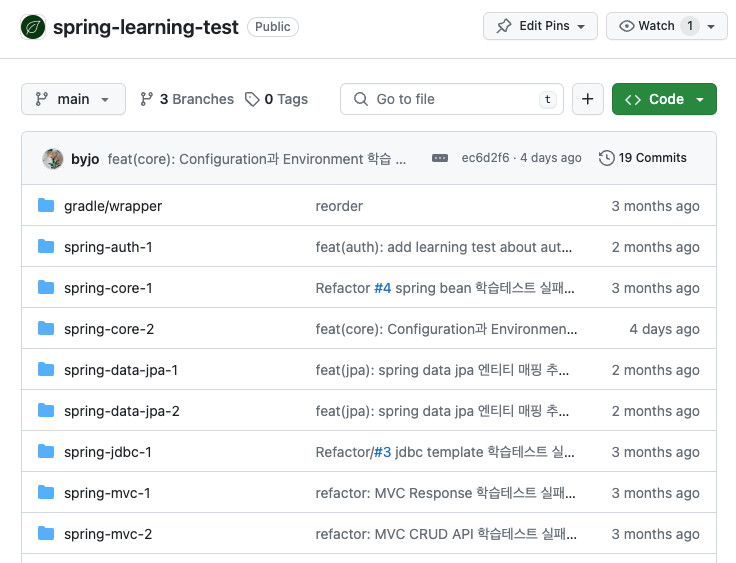 spring-learning-test Public Edit Pins Watch 1
main 3 Branches 0 Tags Go to file t + <> Code
byjo feat(core): Configuration과 Environment 학습 ... ec6d2f6 · 4 days ago 19 Commits
gradle/wrapper reorder 3 months ago
spring-auth-1 feat(auth): add learning test about aut... 2 months ago
spring-core-1 Refactor #4 spring bean 학습테스트 실패... 3 months ago
spring-core-2 feat(core): Configuration과 Environmen... 4 days ago
spring-data-jpa-1 feat(jpa): spring data jpa 엔티티 매핑 추... 2 months ago
spring-data-jpa-2 feat(jpa): spring data jpa 엔티티 매핑 추... 2 months ago
spring-jdbc-1 Refactor/#3 jdbc template 학습테스트 실... 3 months ago
spring-mvc-1 refactor: MVC Response 학습테스트 실패... 3 months ago
spring-mvc-2 refactor: MVC CRUD API 학습테스트 실패... 3 months ago